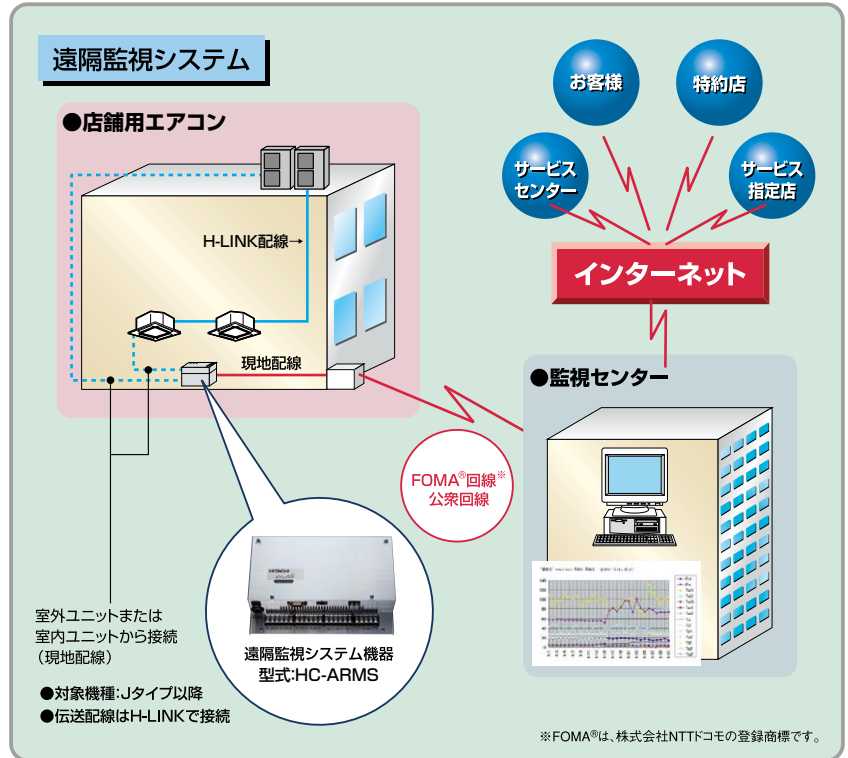 遠隔監視システム
●店舗用エアコン
H-LINK配線→
現地配線
室外ユニットまたは
室内ユニットから接続
（現地配線）
●対象機種：Jタイプ以降
●伝送配線はH-LINKで接続
HITACHI
遠隔監視システム機器
型式：HC-ARMS
FOMA®回線※
公衆回線
お客様
特約店
サービス
センター
サービス
指定店
インターネット
●監視センター
※FOMA®は、株式会社NTTドコモの登録商標です。